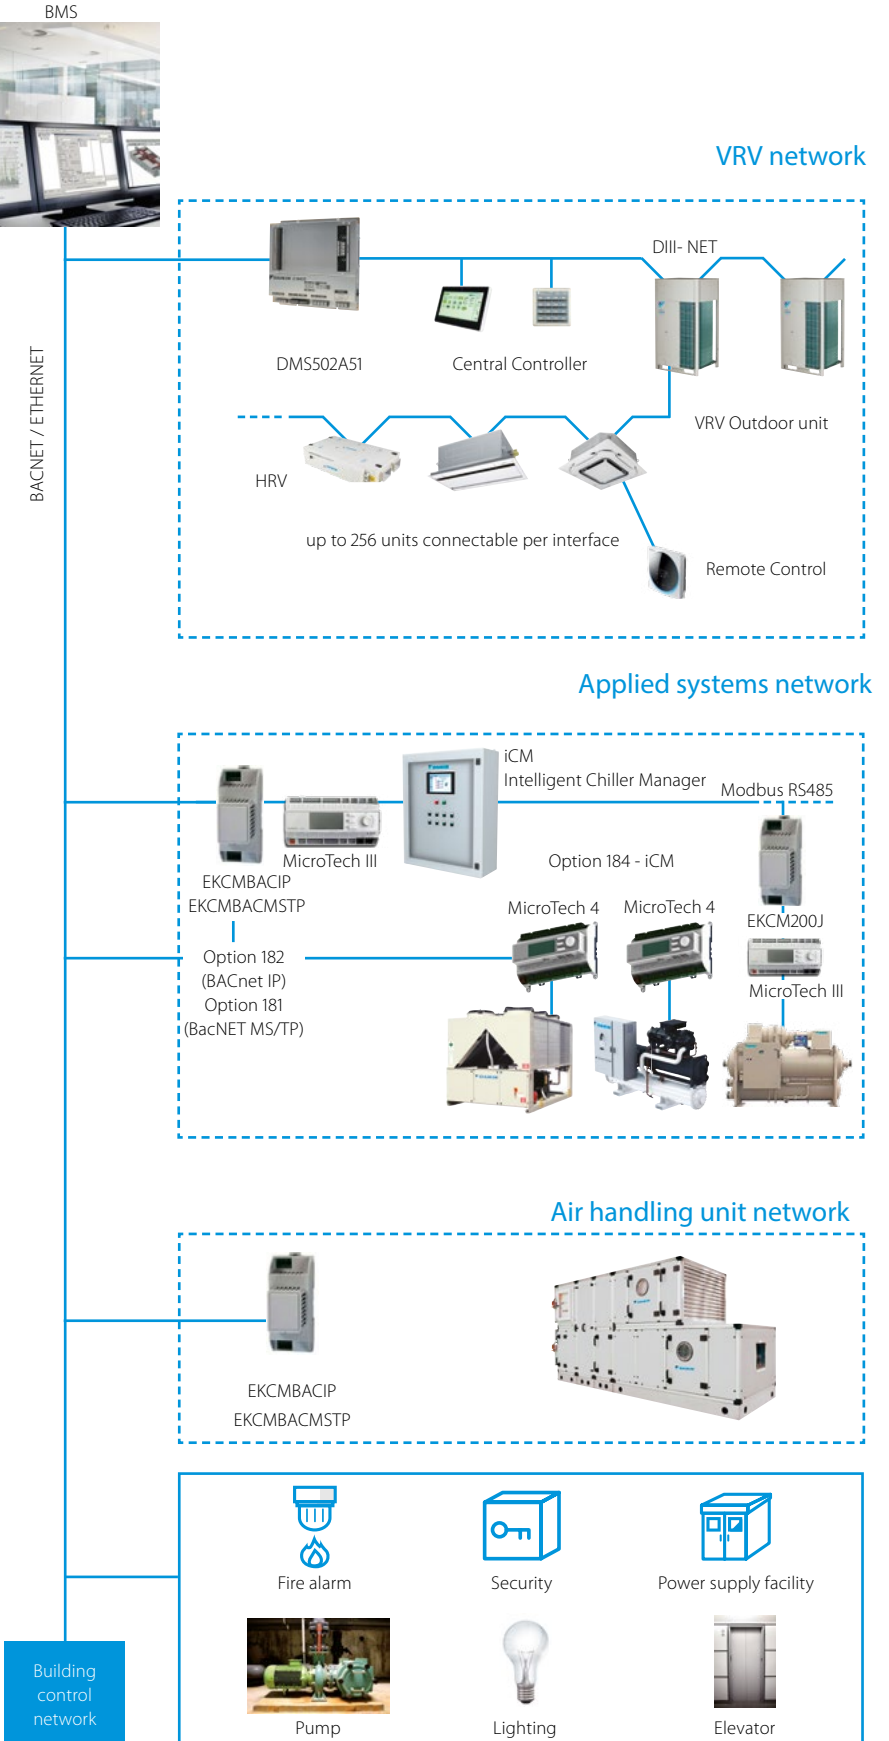 BMS
VRV network
DIII- NET
DMS502A51
Central Controller
VRV Outdoor unit
BACNET / ETHERNET
HRV
up to 256 units connectable per interface
Remote Control
Applied systems network
iCM
Intelligent Chiller Manager
Modbus RS485
MicroTech III
Option 184 - iCM
EKCMBACIP
EKCMBACMSTP
MicroTech 4
MicroTech 4
EKCM200J
Option 182
(BACnet IP)
Option 181
(BacNET MS/TP)
MicroTech III
Air handling unit network
EKCMBACIP
EKCMBACMSTP
Fire alarm
Security
Power supply facility
Building
control
network
Pump
Lighting
Elevator